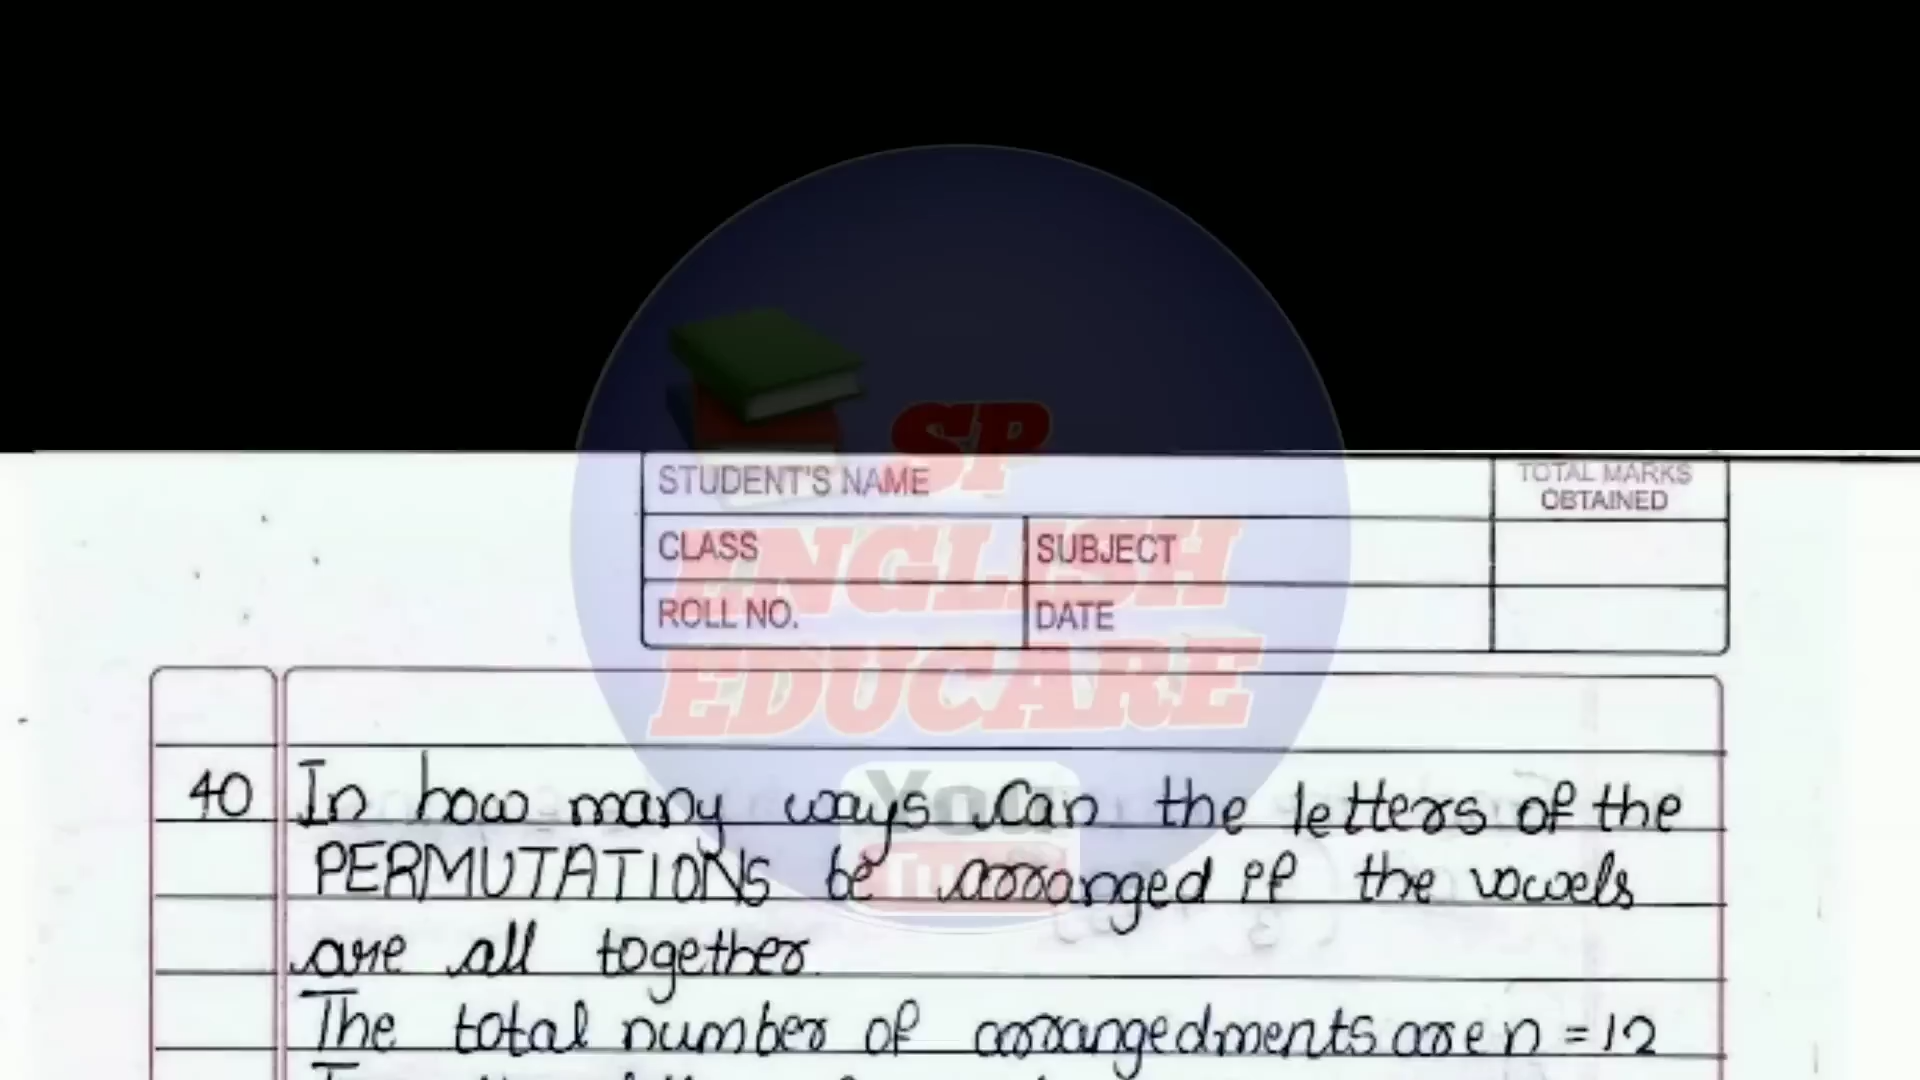 SP
ENGLISH
EDUCARE
You
Tube
STUDENT'S NAME
TOTAL MARKS
OBTAINED
CLASS
SUBJECT
ROLL NO.
DATE
40 In how many ways can the letters of the
PERMUTATIONS be arranged if the vowels
are all together.
The total number of arrangedments are n = 12